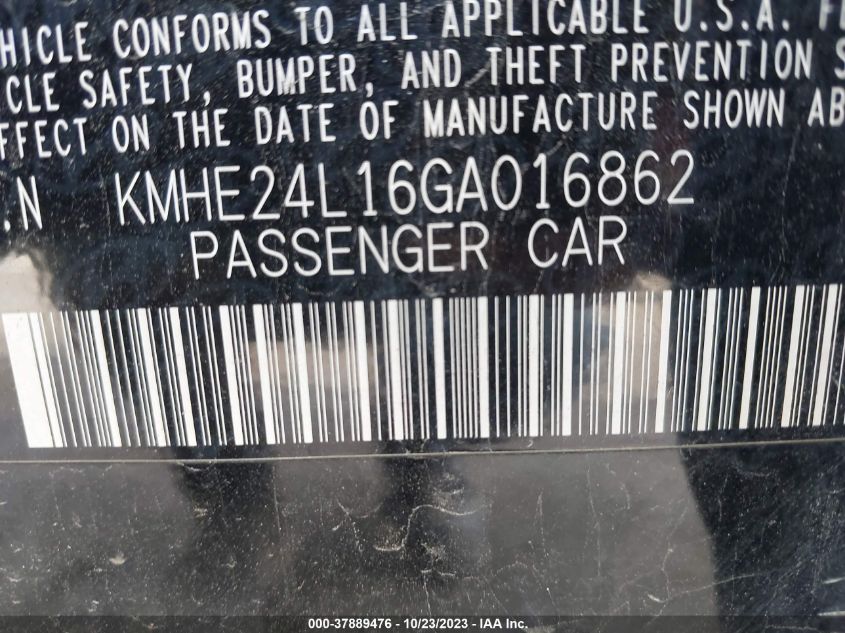 HICLE CONFORMS TO ALL APPLICABLE U.S.A. F
CLE SAFETY, BUMPER, AND THEFT PREVENTION S
FFECT ON THE DATE OF MANUFACTURE SHOWN AB
.N KMHE24L16GA016862
PASSENGER CAR
000-37889476 - 10/23/2023 - IAA Inc.